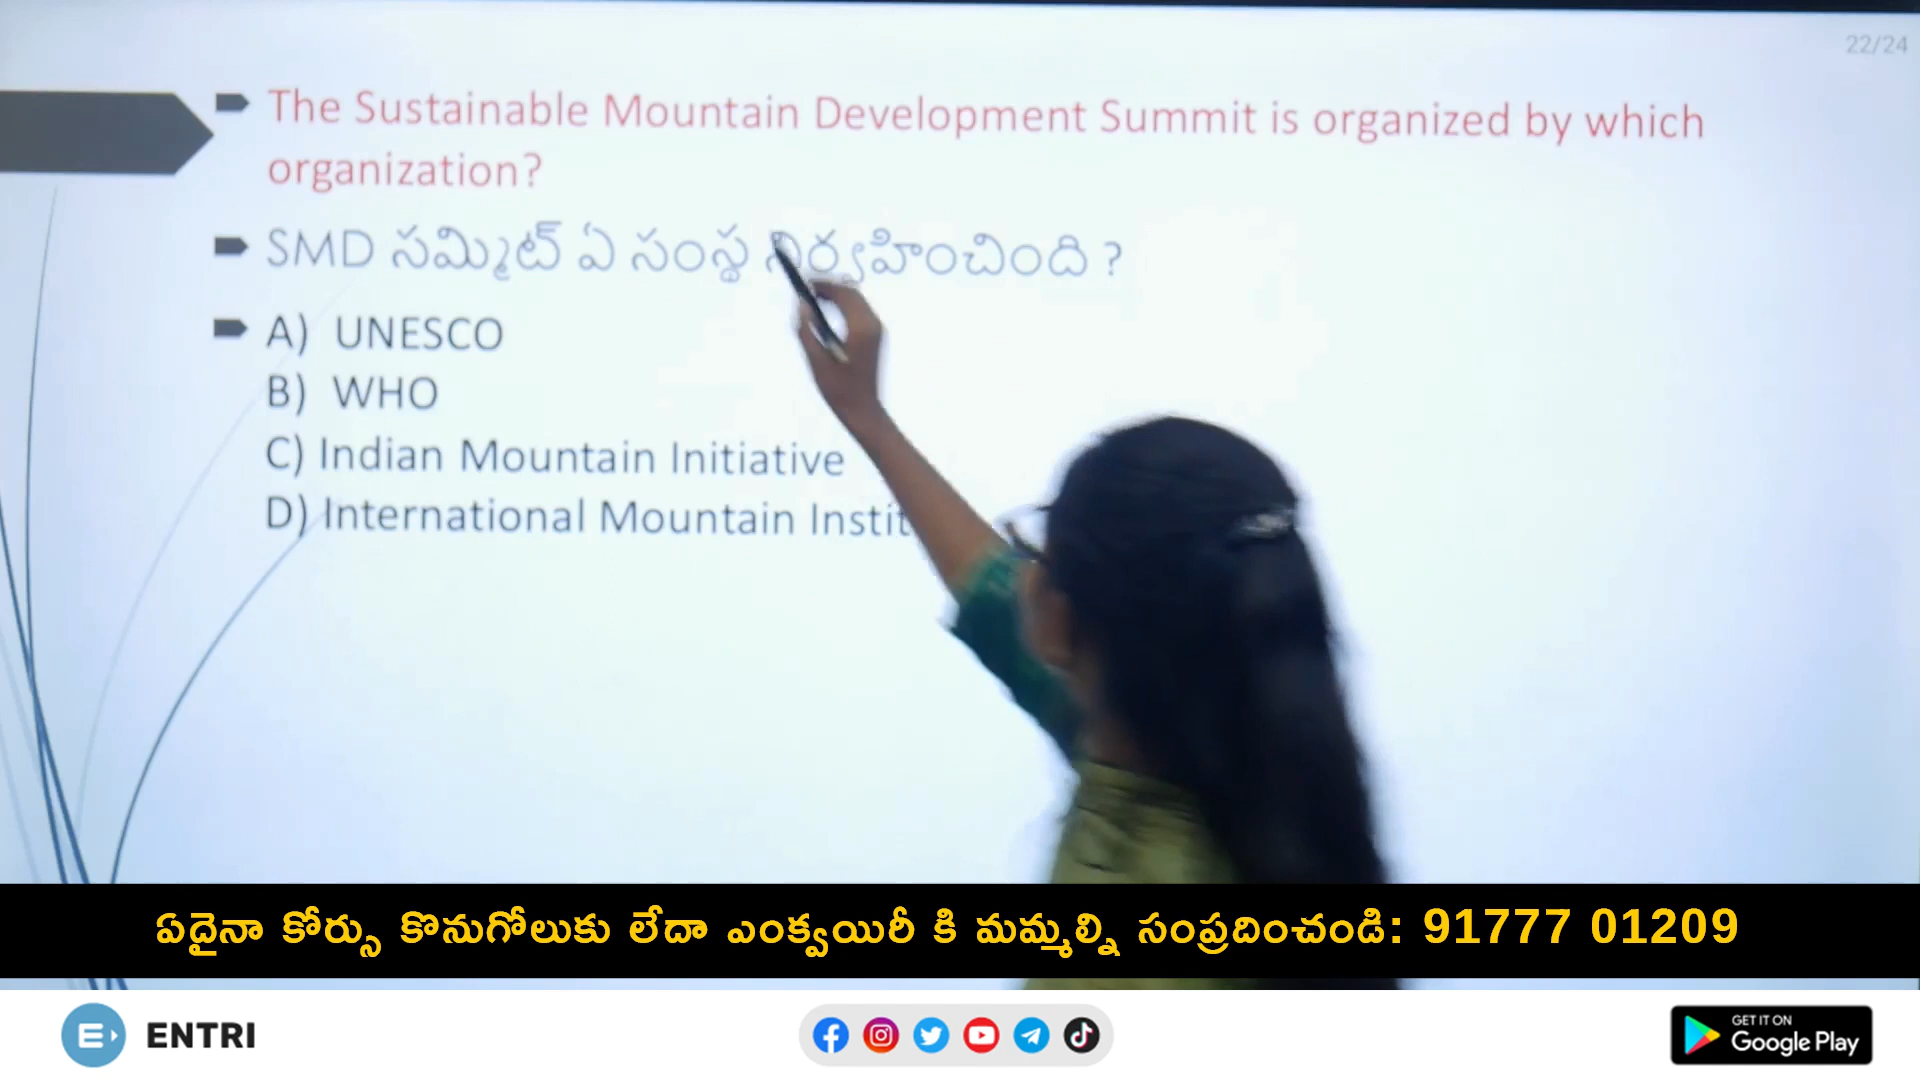 22/24
The Sustainable Mountain Development Summit is organized by which
organization?
SMD సమ్మిట్ ఏ సంస్థ నిర్వహించింది ?
A) UNESCO
B) WHO
C) Indian Mountain Initiative
D) International Mountain
ఏదైనా కోర్సు కొనుగోలుకు లేదా ఎంక్వయిరీ కి మమ్మల్ని సంప్రదించండి: 91777 01209
ENTRI
GET IT ON
Google Play